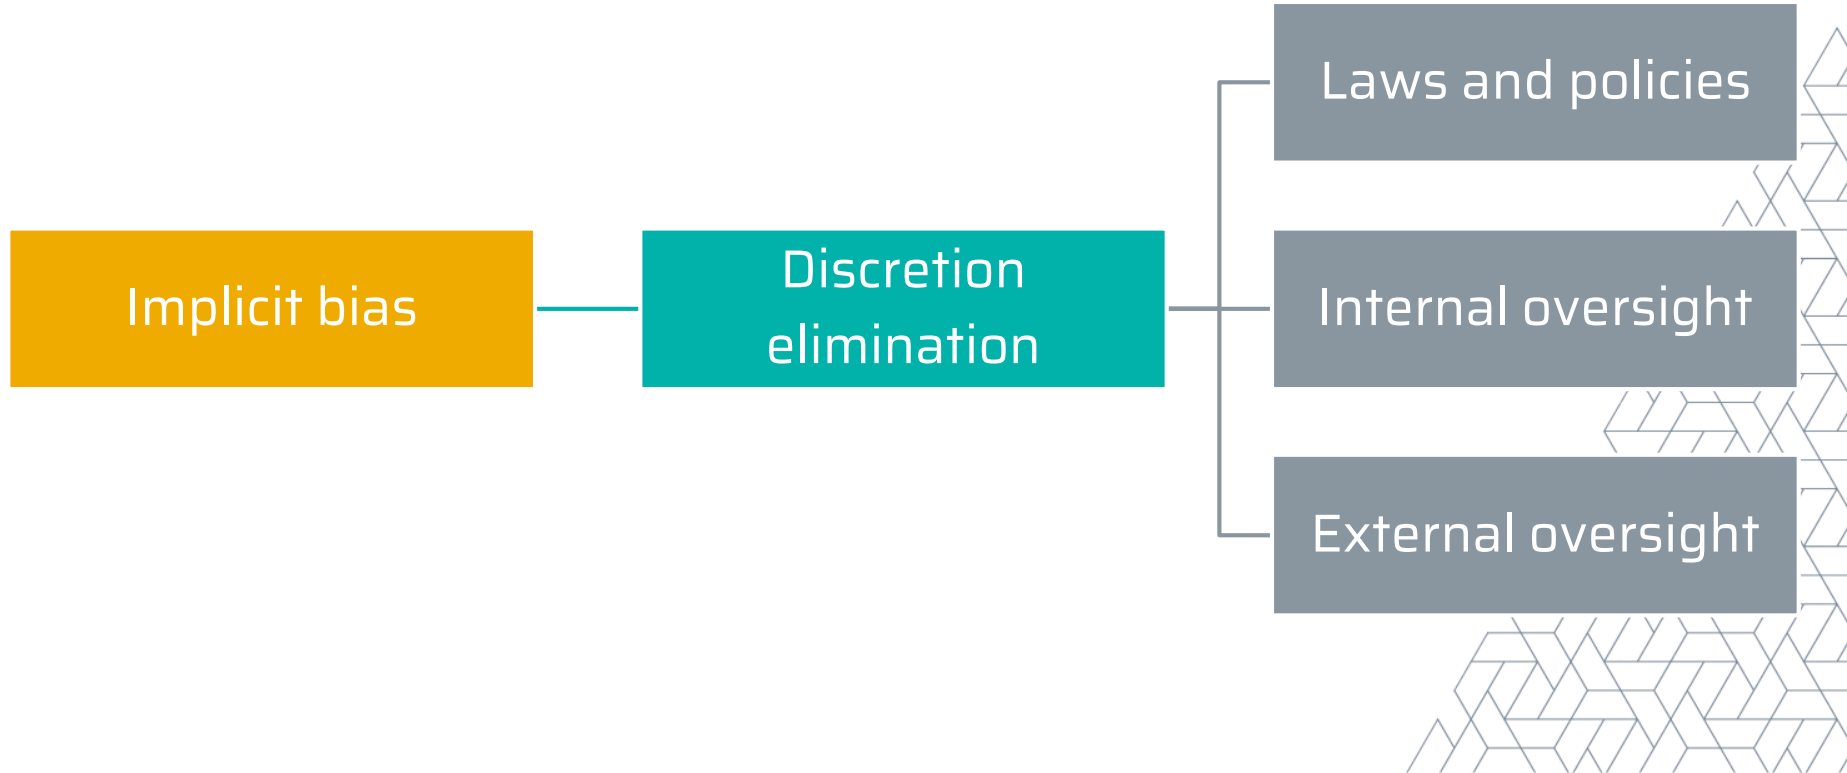 Implicit bias
Discretion
elimination
Laws and policies
Internal oversight
External oversight